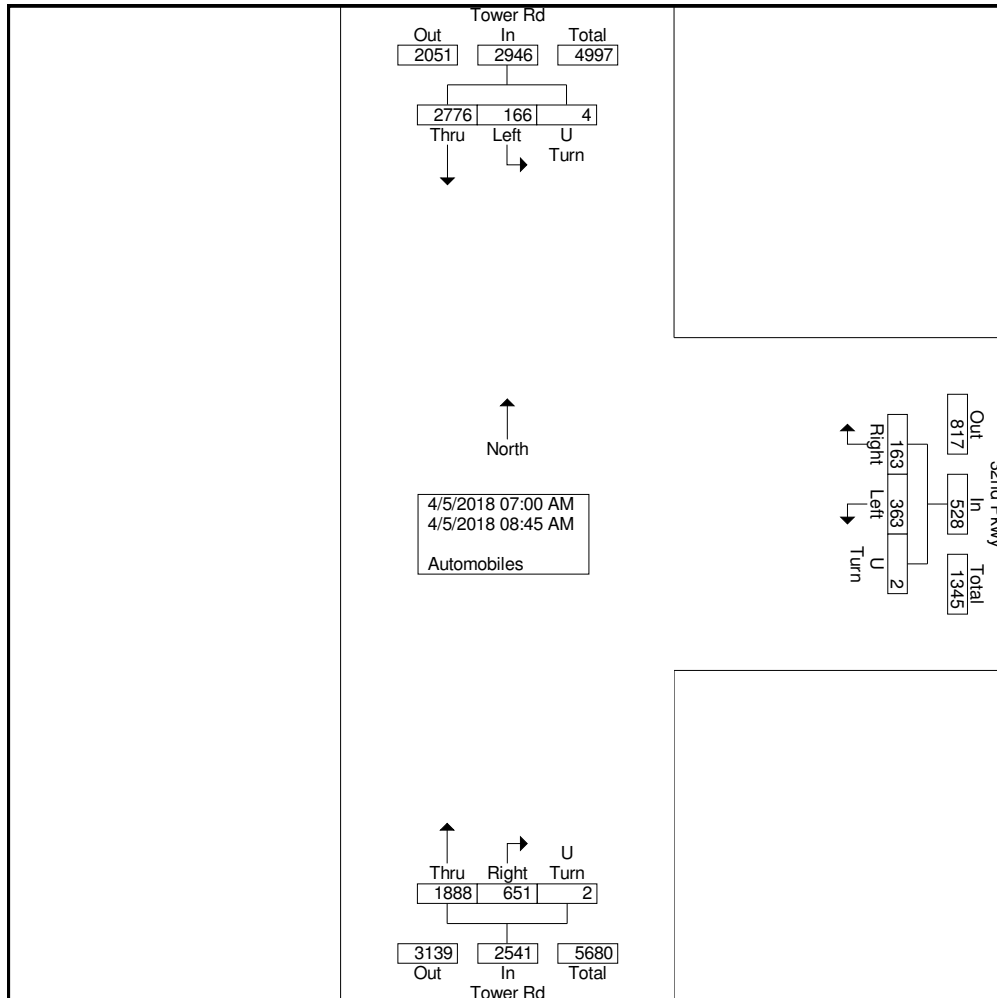 Tower Rd
Out In Total
2051 2946 4997
2776 166 4
Thru Left U
Turn
North
4/5/2018 07:00 AM
4/5/2018 08:45 AM
Automobiles
Out In Total
817 528 1345
163 363 2
Right Left U
Turn
U
Thru Right Turn
1888 651 2
3139 2541 5680
Out In Total
Tower Rd